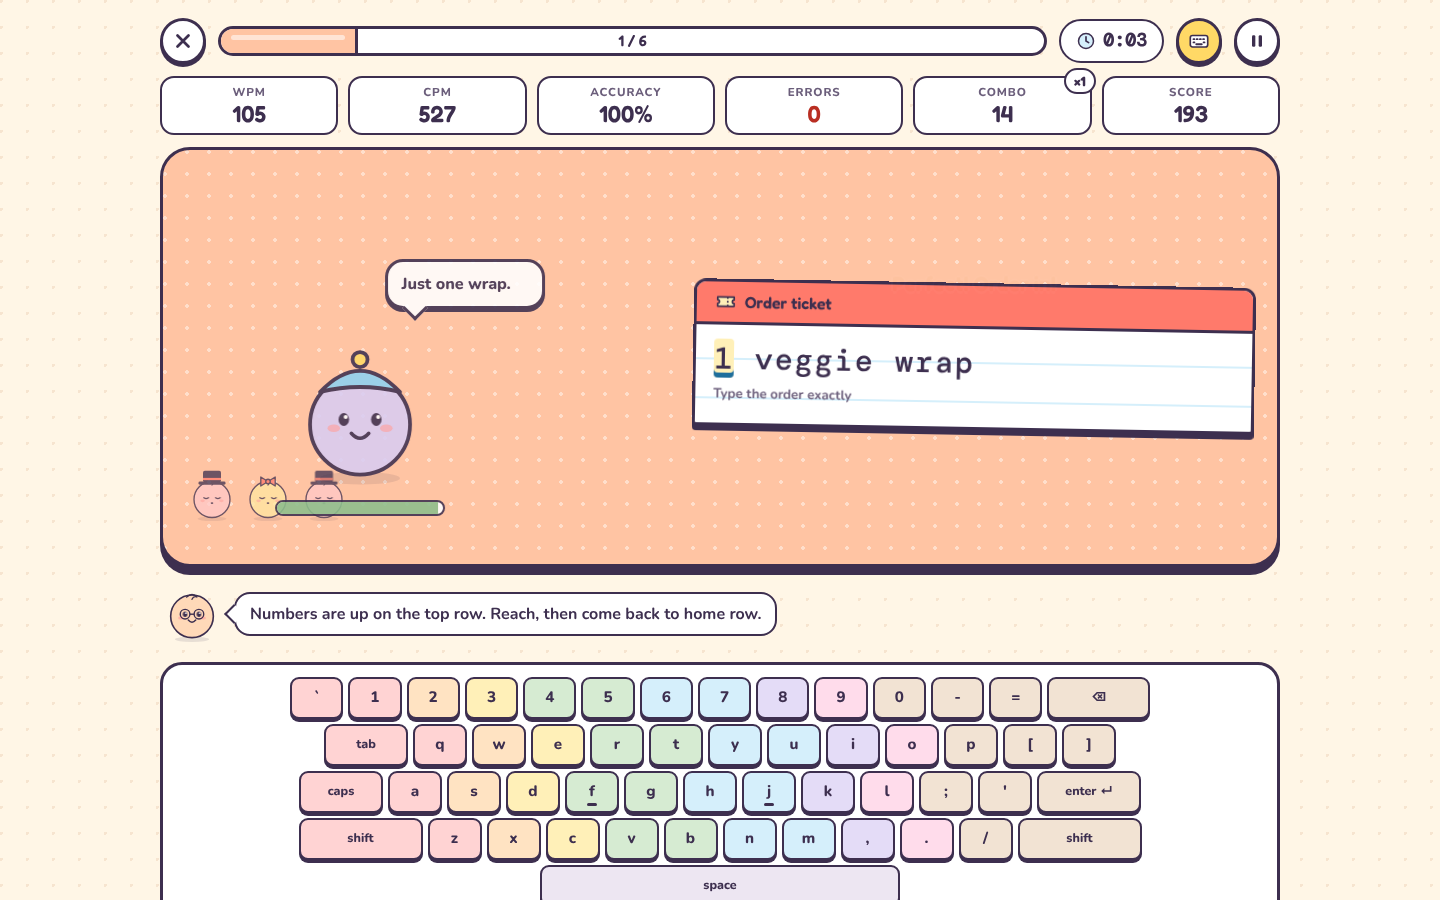 1 / 6
0:03
WPM
105
CPM
527
ACCURACY
100%
ERRORS
0
COMBO
14
x1
SCORE
193
Just one wrap.
Order ticket
1 veggie wrap
Type the order exactly
Numbers are up on the top row. Reach, then come back to home row.
` 1 2 3 4 5 6 7 8 9 0 - =
tab q w e r t y u i o p [ ]
caps a s d f g h j k l ; ' enter
shift z x c v b n m , . / shift
space